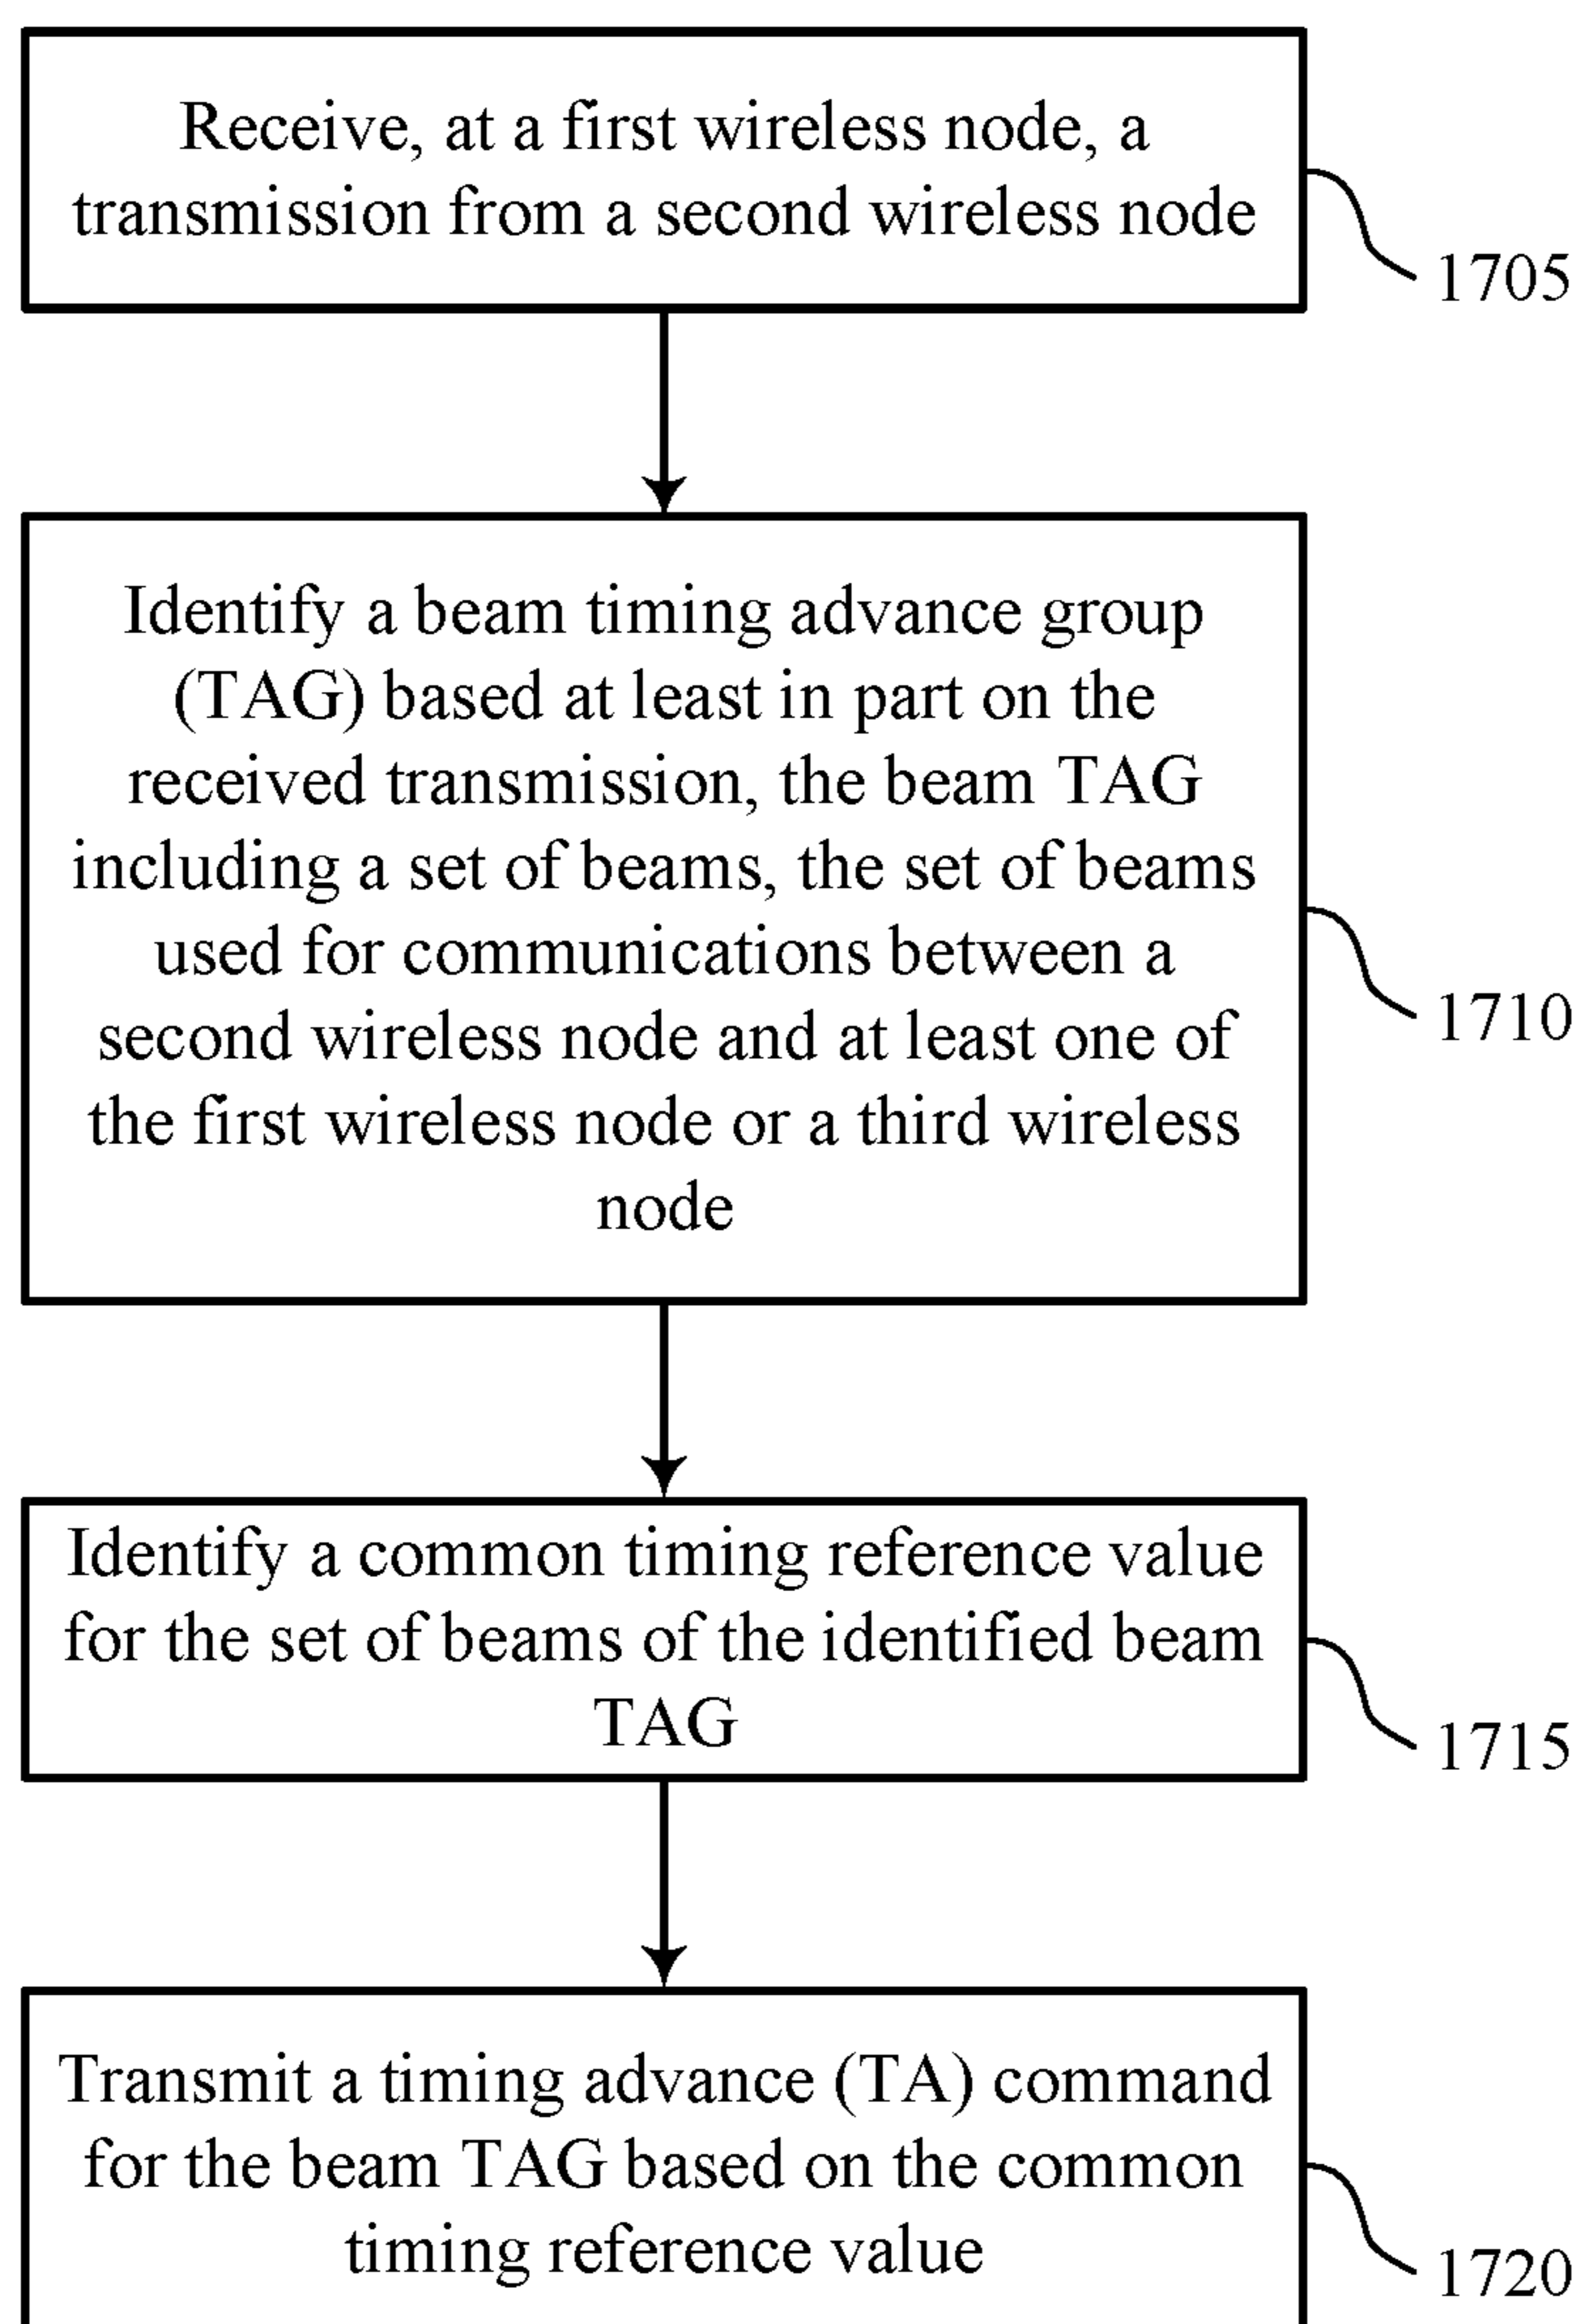 Receive, at a first wireless node, a
transmission from a second wireless node
1705
Identify a beam timing advance group
(TAG) based at least in part on the
received transmission, the beam TAG
including a set of beams, the set of beams
used for communications between a
second wireless node and at least one of
the first wireless node or a third wireless
node
1710
Identify a common timing reference value
for the set of beams of the identified beam
TAG
1715
Transmit a timing advance (TA) command
for the beam TAG based on the common
timing reference value
1720